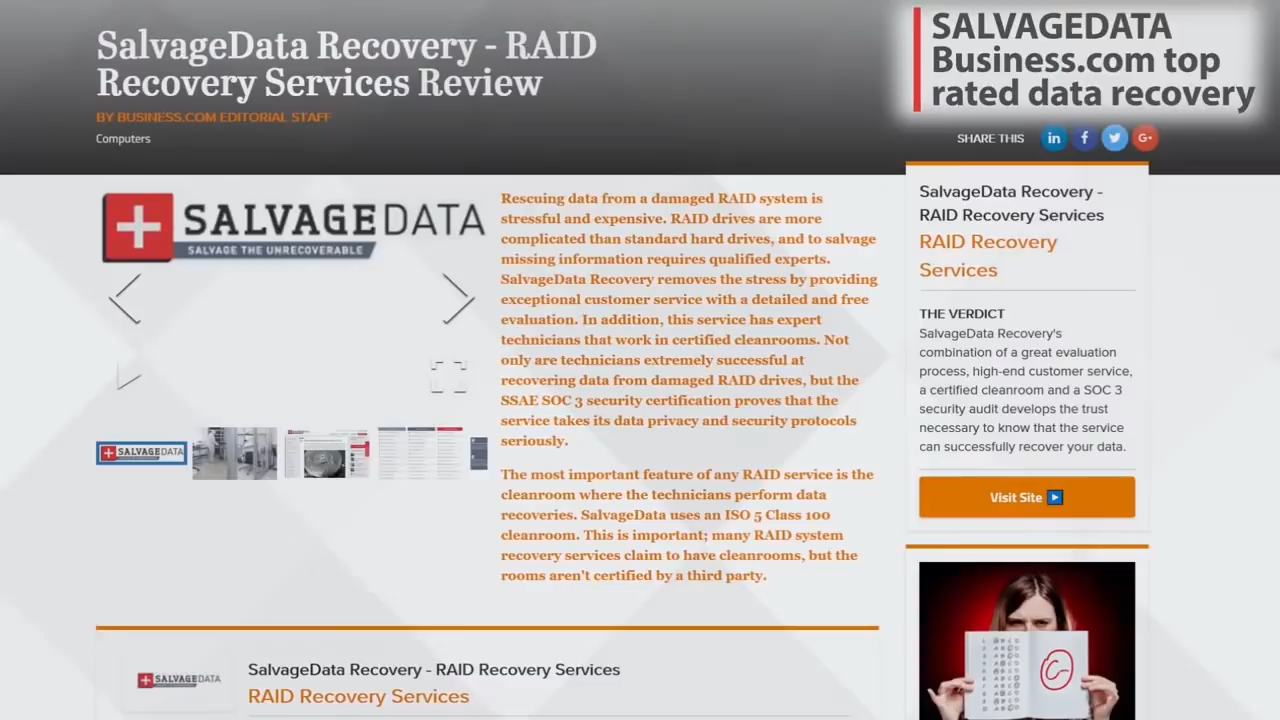 SalvageData Recovery - RAID
Recovery Services Review
BY BUSINESS.COM EDITORIAL STAFF
Computers
SALVAGEDATA
Business.com top
rated data recovery
SHARE THIS
in
f
G+
SALVAGEDATA
SALVAGE THE UNRECOVERABLE
Rescuing data from a damaged RAID system is
stressful and expensive. RAID drives are more
complicated than standard hard drives, and to salvage
missing information requires qualified experts.
SalvageData Recovery removes the stress by providing
exceptional customer service with a detailed and free
evaluation. In addition, this service has expert
technicians that work in certified cleanrooms. Not
only are technicians extremely successful at
recovering data from damaged RAID drives, but the
SSAE SOC 3 security certification proves that the
service takes its data privacy and security protocols
seriously.
The most important feature of any RAID service is the
cleanroom where the technicians perform data
recoveries. SalvageData uses an ISO 5 Class 100
cleanroom. This is important; many RAID system
recovery services claim to have cleanrooms, but the
rooms aren't certified by a third party.
SALVAGEDATA
SalvageData Recovery -
RAID Recovery Services
RAID Recovery
Services
THE VERDICT
SalvageData Recovery's
combination of a great evaluation
process, high-end customer service,
a certified cleanroom and a SOC 3
security audit develops the trust
necessary to know that the service
can successfully recover your data.
Visit Site
C-
SALVAGEDATA
SalvageData Recovery - RAID Recovery Services
RAID Recovery Services